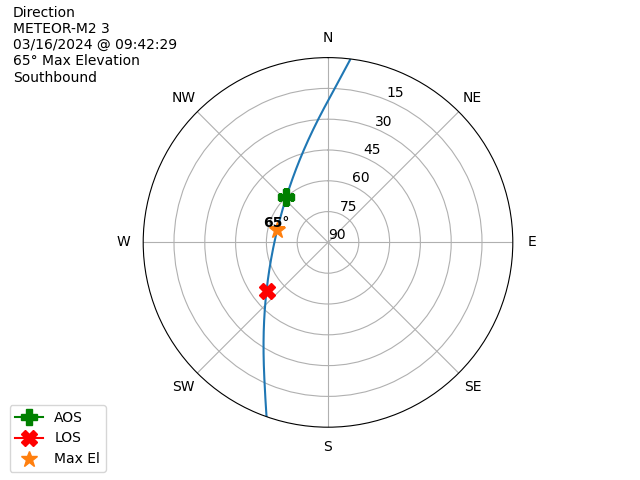 Direction
METEOR-M2 3
03/16/2024 @ 09:42:29
65° Max Elevation
Southbound
N
NW
NE
15
30
45
60
75
90
65°
W
E
SW
SE
S
AOS
LOS
Max El